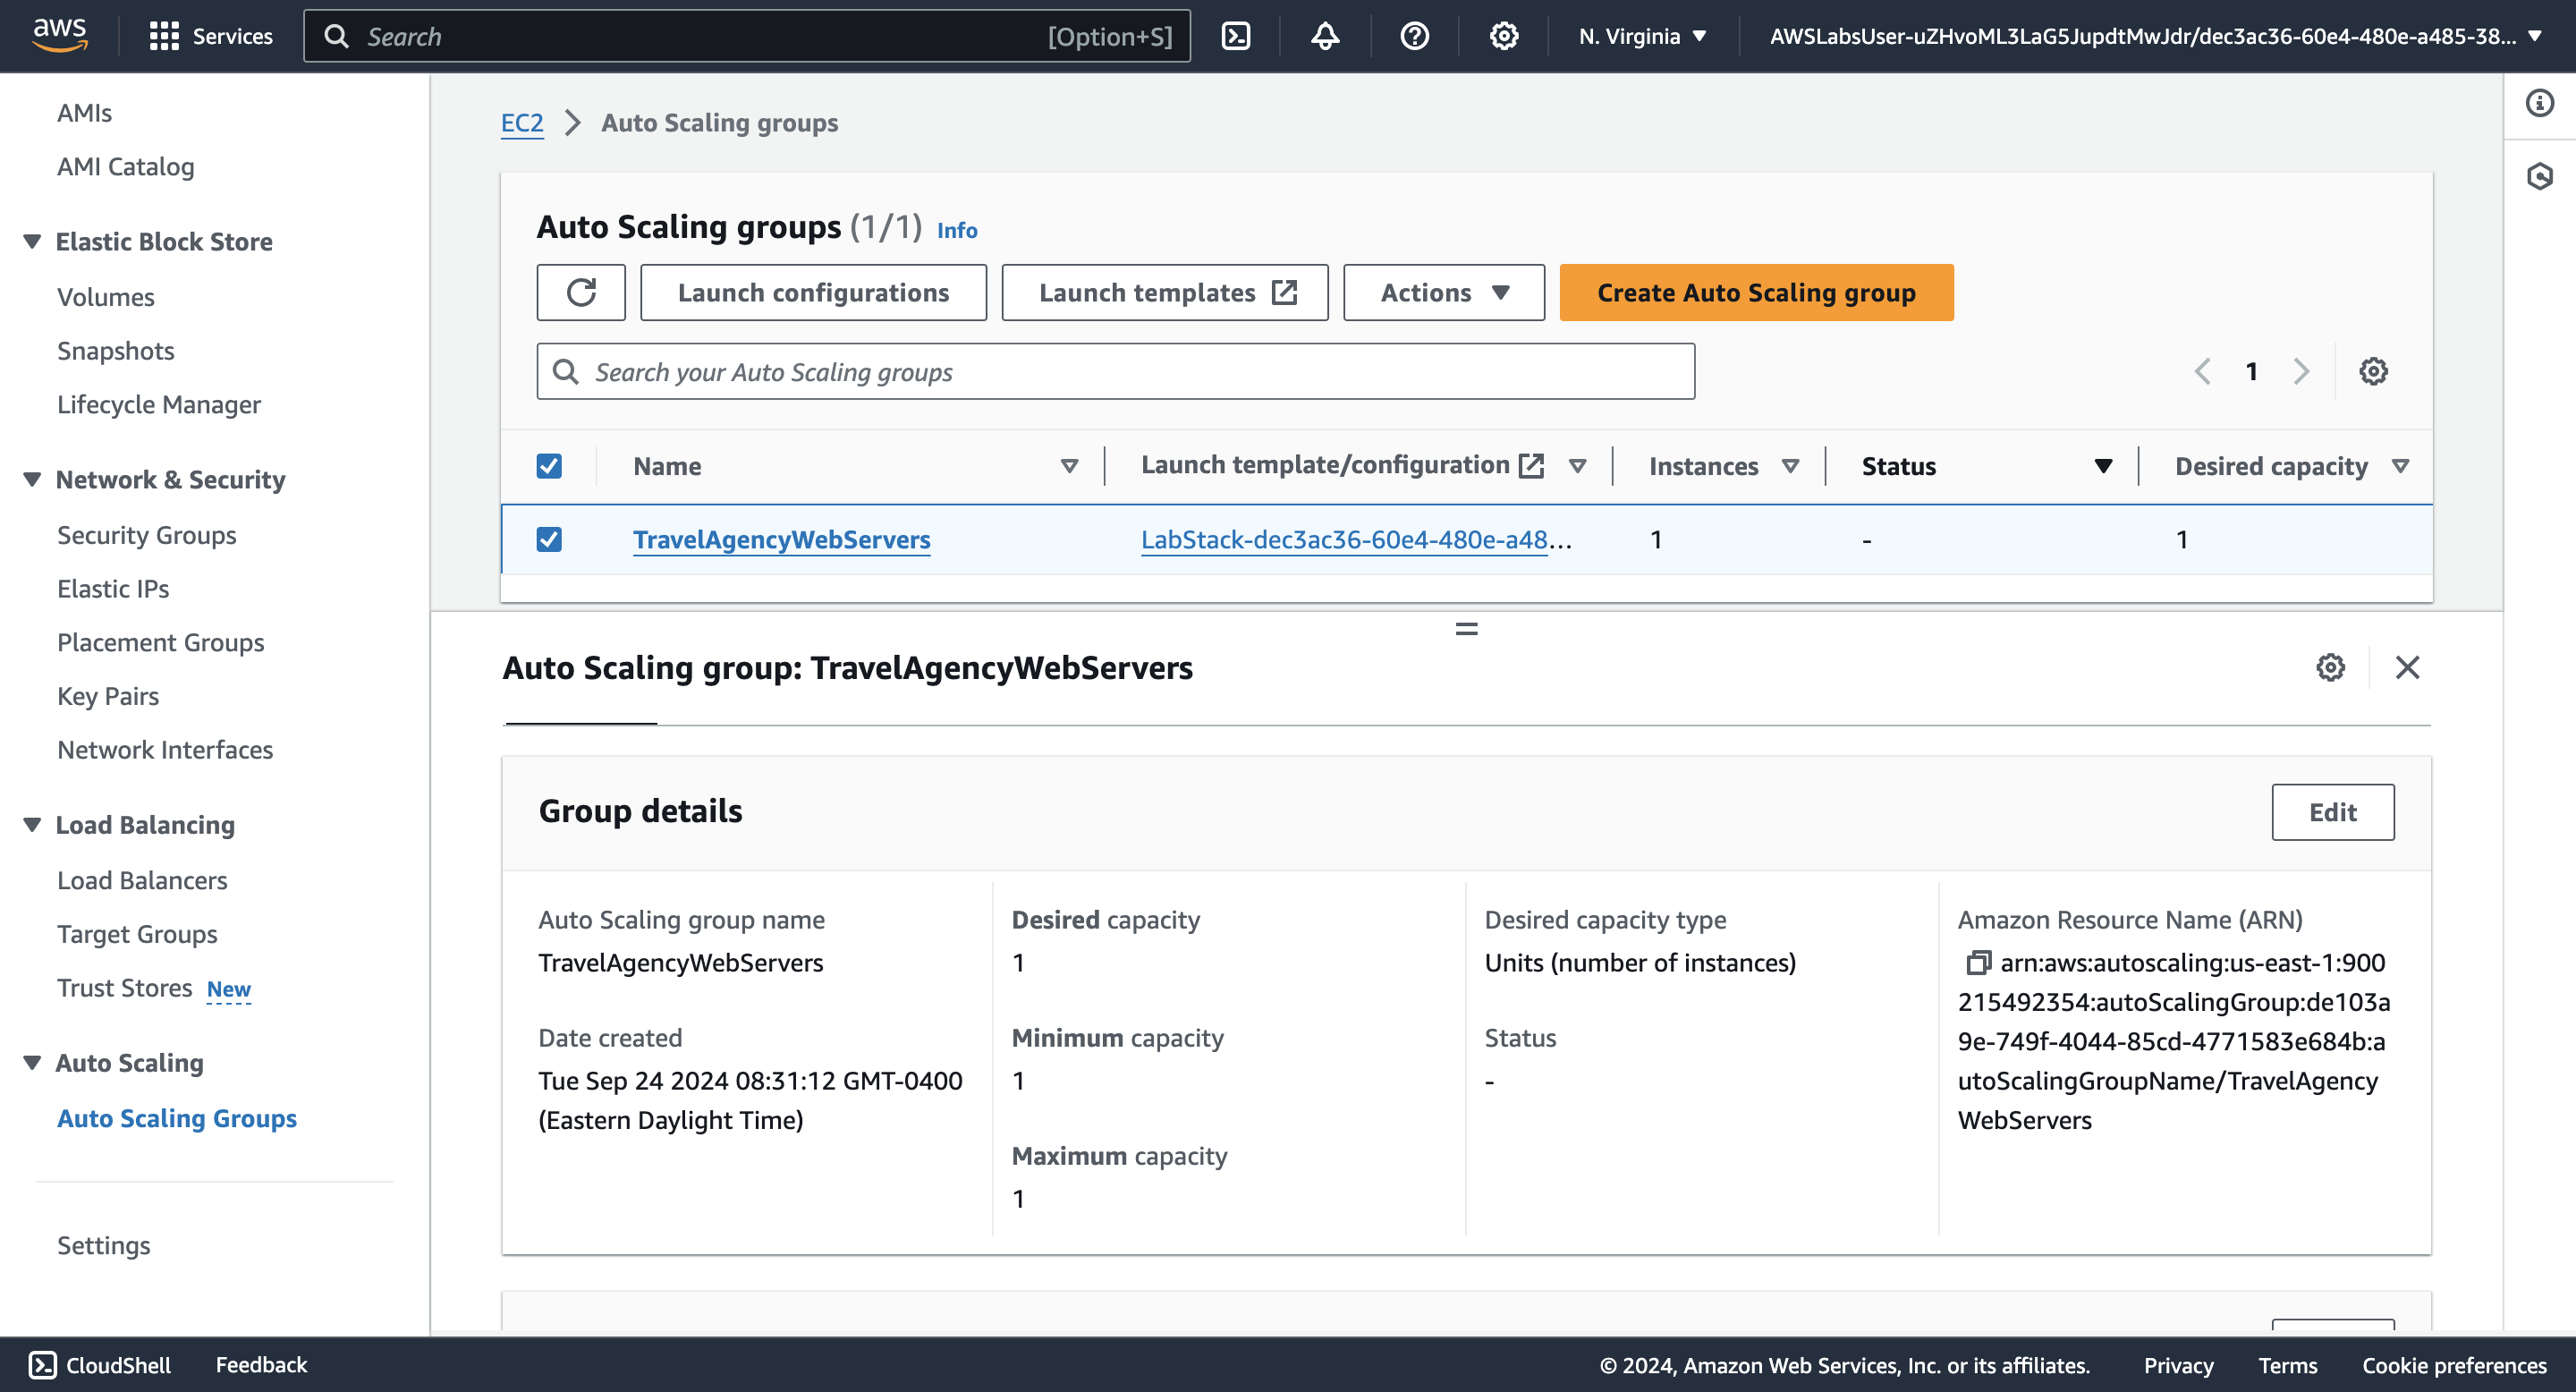 aws
Services
Search
[Option+S]
N. Virginia
AWSLabsUser-uZHvoML3LaG5JupdtMwJdr/dec3ac36-60e4-480e-a485-38...
AMIs
AMI Catalog
Elastic Block Store
Volumes
Snapshots
Lifecycle Manager
Network & Security
Security Groups
Elastic IPs
Placement Groups
Key Pairs
Network Interfaces
Load Balancing
Load Balancers
Target Groups
Trust Stores New
Auto Scaling
Auto Scaling Groups
Settings
EC2 > Auto Scaling groups
Auto Scaling groups (1/1) Info
Launch configurations
Launch templates
Actions
Create Auto Scaling group
Search your Auto Scaling groups
1
Name
Launch template/configuration
Instances
Status
Desired capacity
TravelAgencyWebServers
LabStack-dec3ac36-60e4-480e-a48...
1
-
1
Auto Scaling group: TravelAgencyWebServers
Group details
Edit
Auto Scaling group name
TravelAgencyWebServers
Date created
Tue Sep 24 2024 08:31:12 GMT-0400
(Eastern Daylight Time)
Desired capacity
1
Minimum capacity
1
Maximum capacity
1
Desired capacity type
Units (number of instances)
Status
-
Amazon Resource Name (ARN)
arn:aws:autoscaling:us-east-1:900
215492354:autoScalingGroup:de103a
9e-749f-4044-85cd-4771583e684b:a
utoScalingGroupName/TravelAgency
WebServers
CloudShell
Feedback
© 2024, Amazon Web Services, Inc. or its affiliates.
Privacy
Terms
Cookie preferences